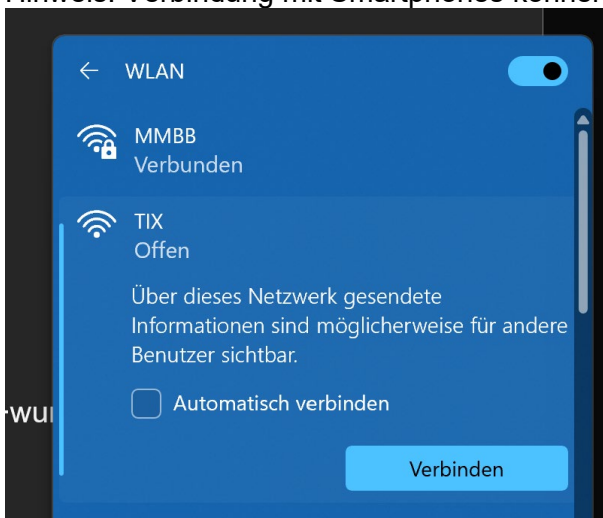 WLAN
MMBB
Verbunden
TIX
Offen
Über dieses Netzwerk gesendete
Informationen sind möglicherweise für andere
Benutzer sichtbar.
Automatisch verbinden
Verbinden